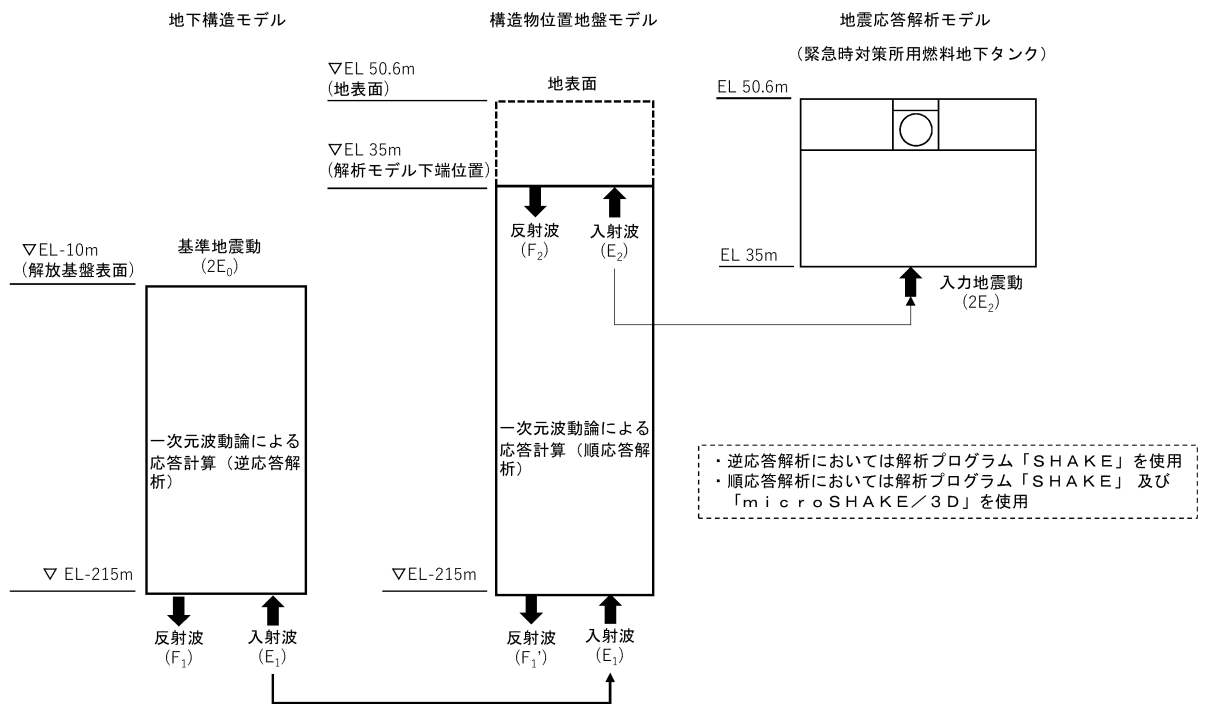 地下構造モデル
構造物位置地盤モデル
地震応答解析モデル
(緊急時対策所用燃料地下タンク)
▽EL 50.6m
(地表面)
地表面
EL 50.6m
▽EL 35m
(解析モデル下端位置)
反射波
(F₂)
入射波
(E₂)
EL 35m
入力地震動
(2E₂)
▽EL-10m
(解放基盤表面)
基準地震動
(2E₀)
一次元波動論による
応答計算（逆応答解
析）
一次元波動論による
応答計算（順応答解
析）
・逆応答解析においては解析プログラム「ＳＨＡＫＥ」を使用
・順応答解析においては解析プログラム「ＳＨＡＫＥ」 及び
「ｍｉｃｒｏＳＨＡＫＥ／３Ｄ」を使用
▽ EL-215m
▽EL-215m
反射波
(F₁)
入射波
(E₁)
反射波
(F₁')
入射波
(E₁)